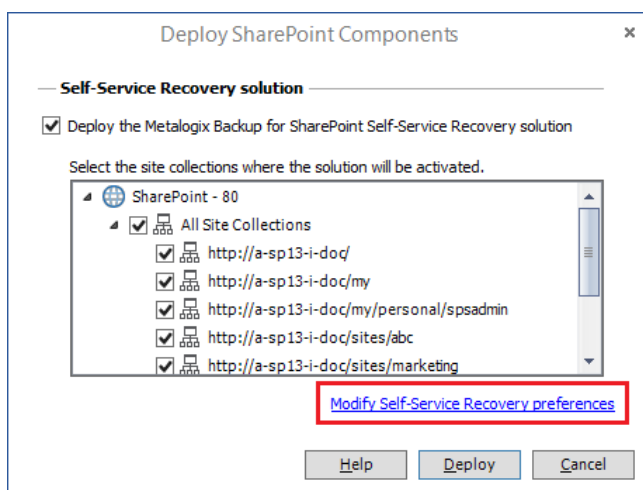 Deploy SharePoint Components
Self-Service Recovery solution
Deploy the Metalogix Backup for SharePoint Self-Service Recovery solution
Select the site collections where the solution will be activated.
SharePoint - 80
All Site Collections
http://a-sp13-i-doc/
http://a-sp13-i-doc/my
http://a-sp13-i-doc/my/personal/spsadmin
http://a-sp13-i-doc/sites/abc
http://a-sp13-i-doc/sites/marketing
Modify Self-Service Recovery preferences
Help Deploy Cancel